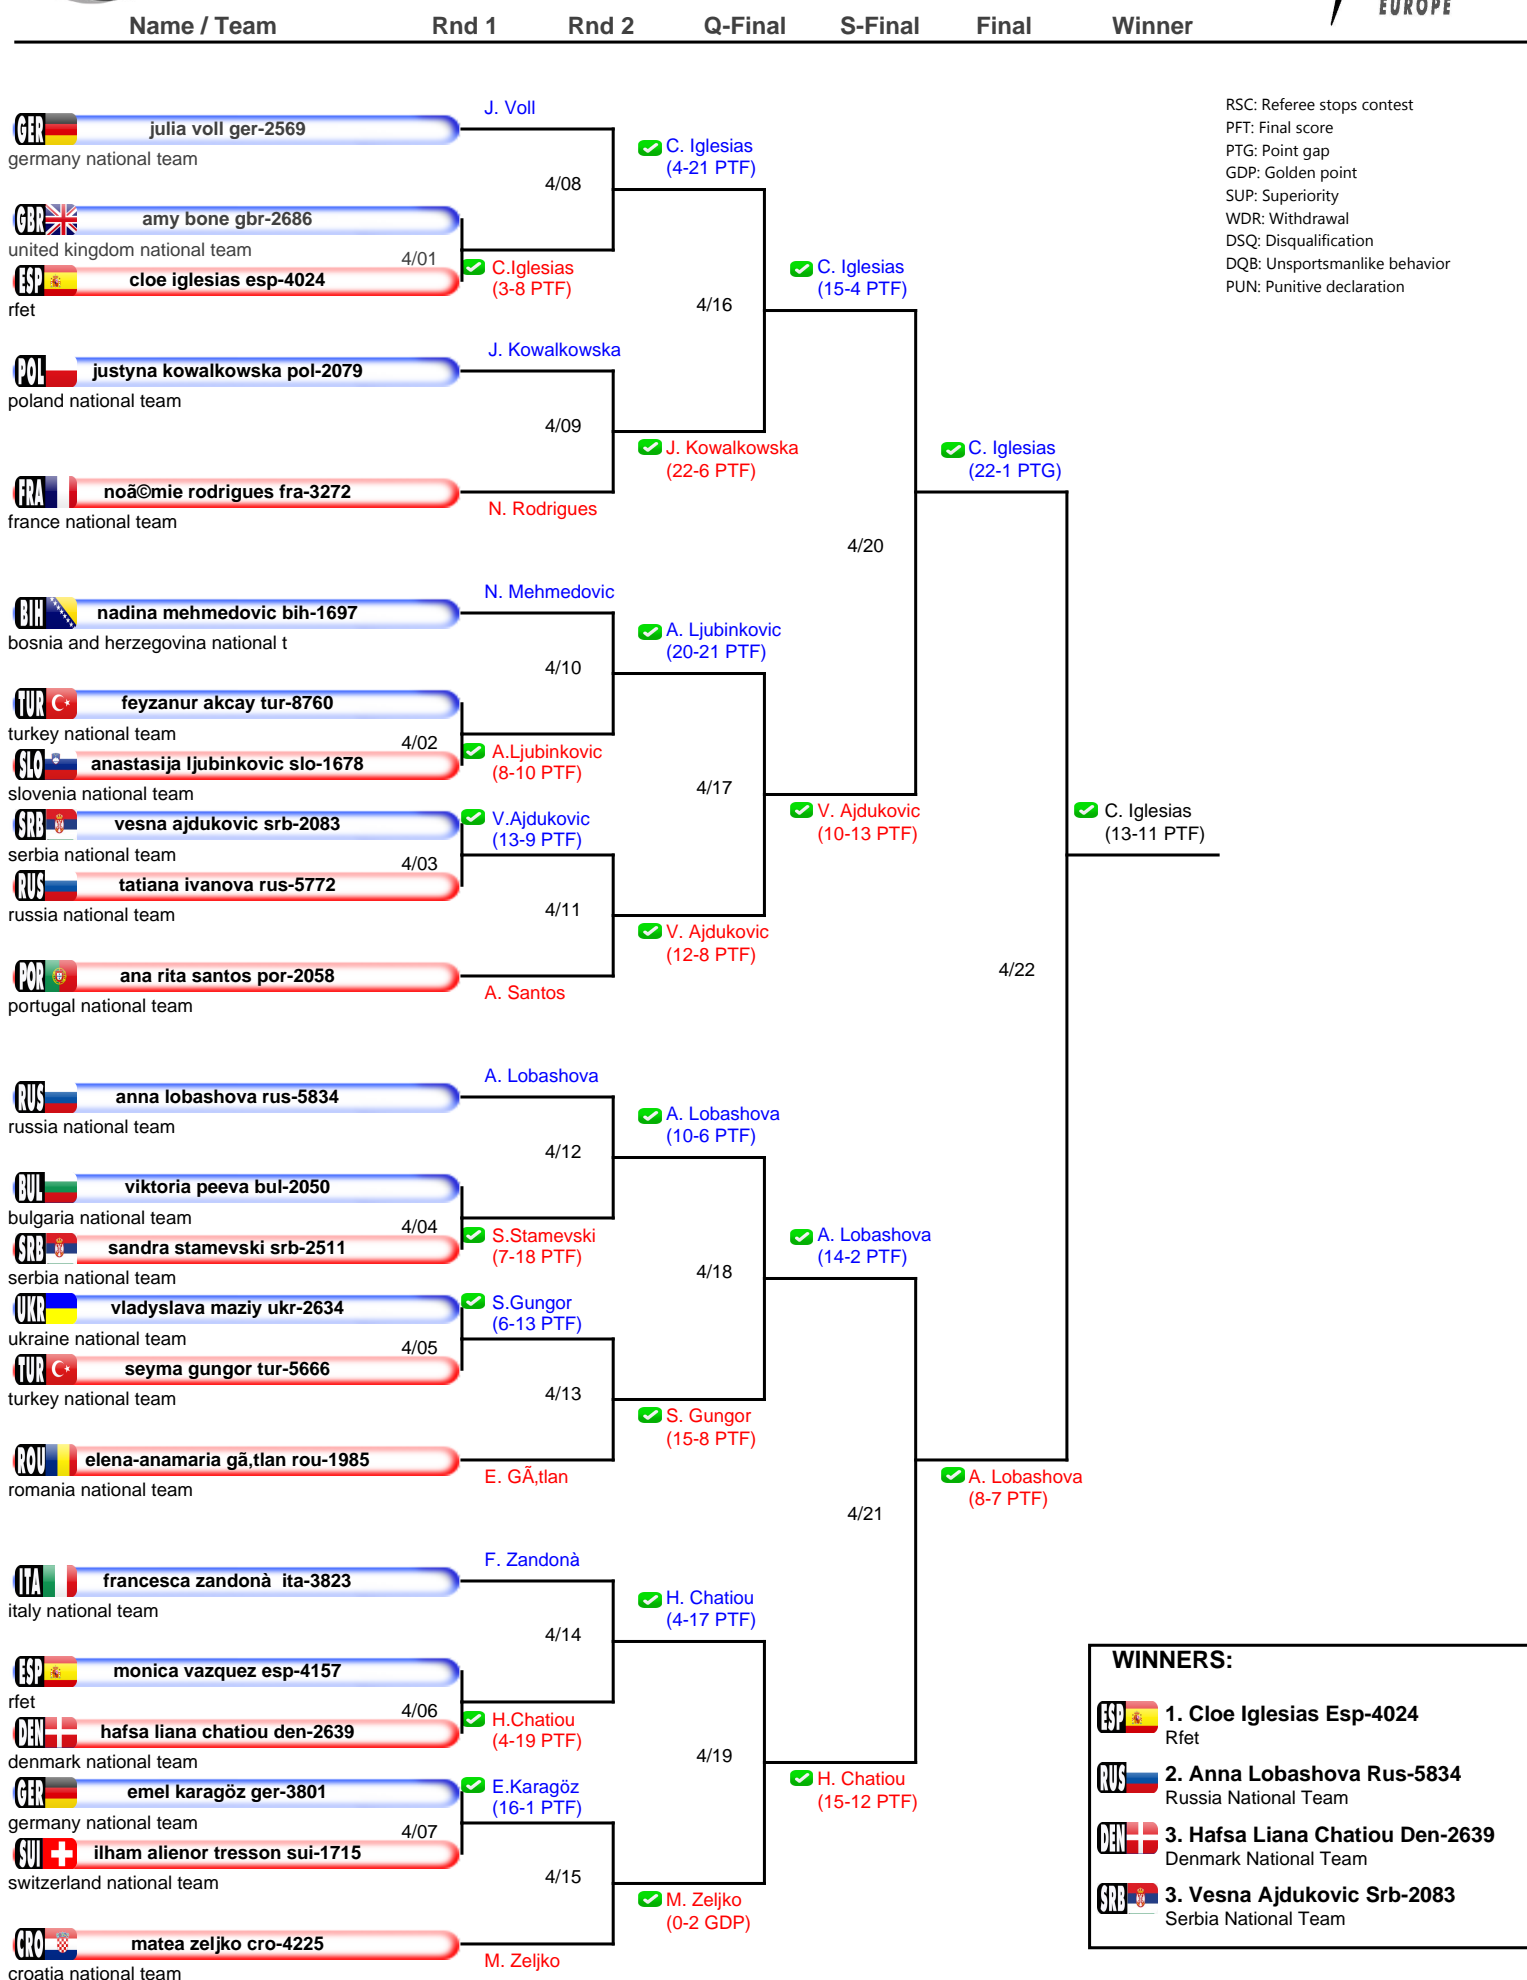 EUROPE
Name / Team Rnd 1 Rnd 2 Q-Final S-Final Final Winner
RSC: Referee stops contest
PFT: Final score
PTG: Point gap
GDP: Golden point
SUP: Superiority
WDR: Withdrawal
DSQ: Disqualification
DQB: Unsportsmanlike behavior
PUN: Punitive declaration
J. Voll
GER julia voll ger-2569
germany national team
C. Iglesias
(4-21 PTF)
4/08
GBR amy bone gbr-2686
united kingdom national team
4/01
ESP cloe iglesias esp-4024
rfet
C.Iglesias
(3-8 PTF)
C. Iglesias
(15-4 PTF)
4/16
J. Kowalkowska
POL justyna kowalkowska pol-2079
poland national team
4/09
J. Kowalkowska
(22-6 PTF)
C. Iglesias
(22-1 PTG)
FRA noã©mie rodrigues fra-3272
N. Rodrigues
france national team
4/20
N. Mehmedovic
BIH nadina mehmedovic bih-1697
bosnia and herzegovina national t
A. Ljubinkovic
(20-21 PTF)
4/10
TUR feyzanur akcay tur-8760
turkey national team
4/02
SLO anastasija ljubinkovic slo-1678
slovenia national team
A.Ljubinkovic
(8-10 PTF)
4/17
SRB vesna ajdukovic srb-2083
serbia national team
V.Ajdukovic
(13-9 PTF)
V. Ajdukovic
(10-13 PTF)
C. Iglesias
(13-11 PTF)
4/03
RUS tatiana ivanova rus-5772
russia national team
4/11
V. Ajdukovic
(12-8 PTF)
POR ana rita santos por-2058
A. Santos
portugal national team
4/22
A. Lobashova
RUS anna lobashova rus-5834
russia national team
A. Lobashova
(10-6 PTF)
4/12
BUL viktoria peeva bul-2050
bulgaria national team
4/04
SRB sandra stamevski srb-2511
serbia national team
S.Stamevski
(7-18 PTF)
A. Lobashova
(14-2 PTF)
4/18
UKR vladyslava maziy ukr-2634
ukraine national team
S.Gungor
(6-13 PTF)
4/05
TUR seyma gungor tur-5666
turkey national team
4/13
S. Gungor
(15-8 PTF)
ROU elena-anamaria gã‚tlan rou-1985
E. GÃ‚tlan
romania national team
A. Lobashova
(8-7 PTF)
4/21
F. Zandonà
ITA francesca zandonà ita-3823
italy national team
H. Chatiou
(4-17 PTF)
4/14
ESP monica vazquez esp-4157
rfet
4/06
DEN hafsa liana chatiou den-2639
denmark national team
H.Chatiou
(4-19 PTF)
4/19
GER emel karagöz ger-3801
germany national team
E.Karagöz
(16-1 PTF)
H. Chatiou
(15-12 PTF)
4/07
SUI ilham alienor tresson sui-1715
switzerland national team
4/15
M. Zeljko
(0-2 GDP)
CRO matea zeljko cro-4225
M. Zeljko
croatia national team
WINNERS:
ESP 1. Cloe Iglesias Esp-4024
Rfet
RUS 2. Anna Lobashova Rus-5834
Russia National Team
DEN 3. Hafsa Liana Chatiou Den-2639
Denmark National Team
SRB 3. Vesna Ajdukovic Srb-2083
Serbia National Team